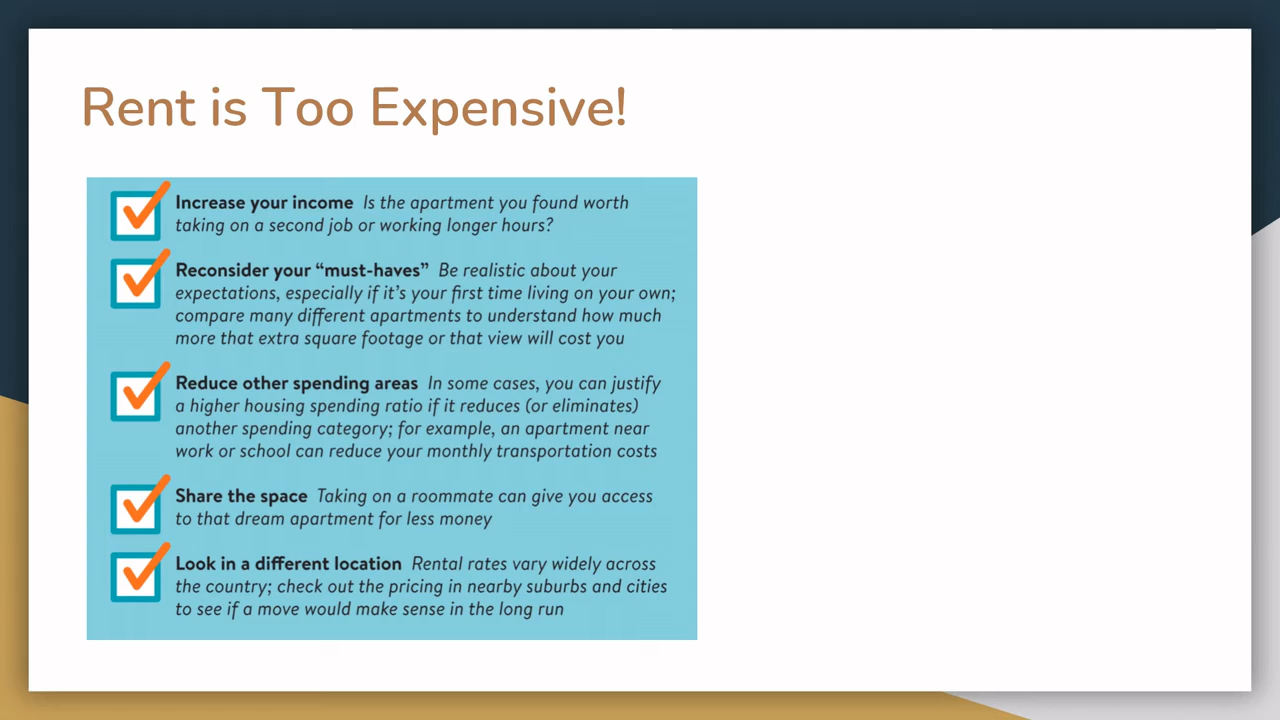 Rent is Too Expensive!
Increase your income Is the apartment you found worth
taking on a second job or working longer hours?
Reconsider your “must-haves” Be realistic about your
expectations, especially if it’s your first time living on your own;
compare many different apartments to understand how much
more that extra square footage or that view will cost you
Reduce other spending areas In some cases, you can justify
a higher housing spending ratio if it reduces (or eliminates)
another spending category; for example, an apartment near
work or school can reduce your monthly transportation costs
Share the space Taking on a roommate can give you access
to that dream apartment for less money
Look in a different location Rental rates vary widely across
the country; check out the pricing in nearby suburbs and cities
to see if a move would make sense in the long run